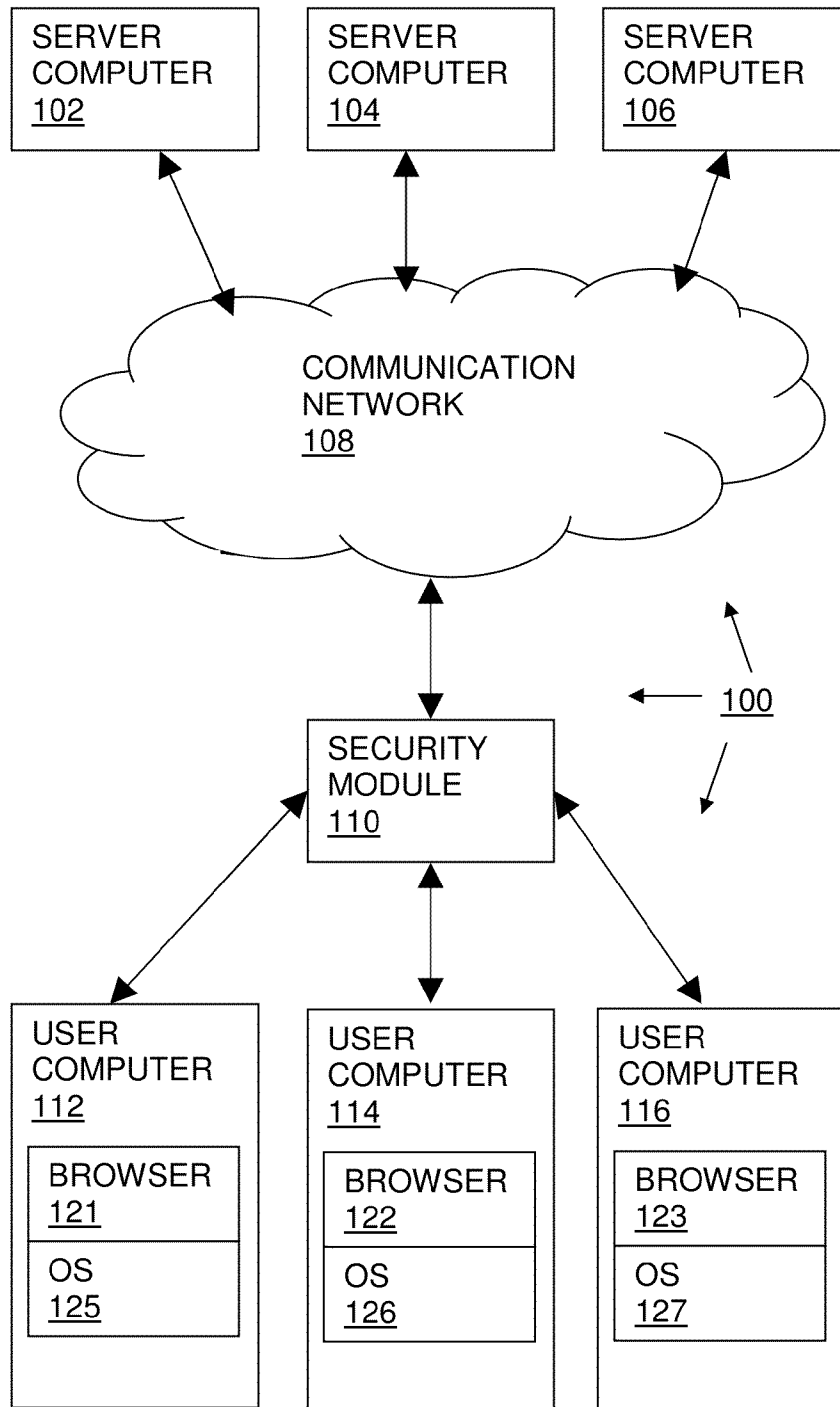 SERVER
COMPUTER
102
SERVER
COMPUTER
104
SERVER
COMPUTER
106
COMMUNICATION
NETWORK
108
100
SECURITY
MODULE
110
USER
COMPUTER
112
BROWSER
121
OS
125
USER
COMPUTER
114
BROWSER
122
OS
126
USER
COMPUTER
116
BROWSER
123
OS
127